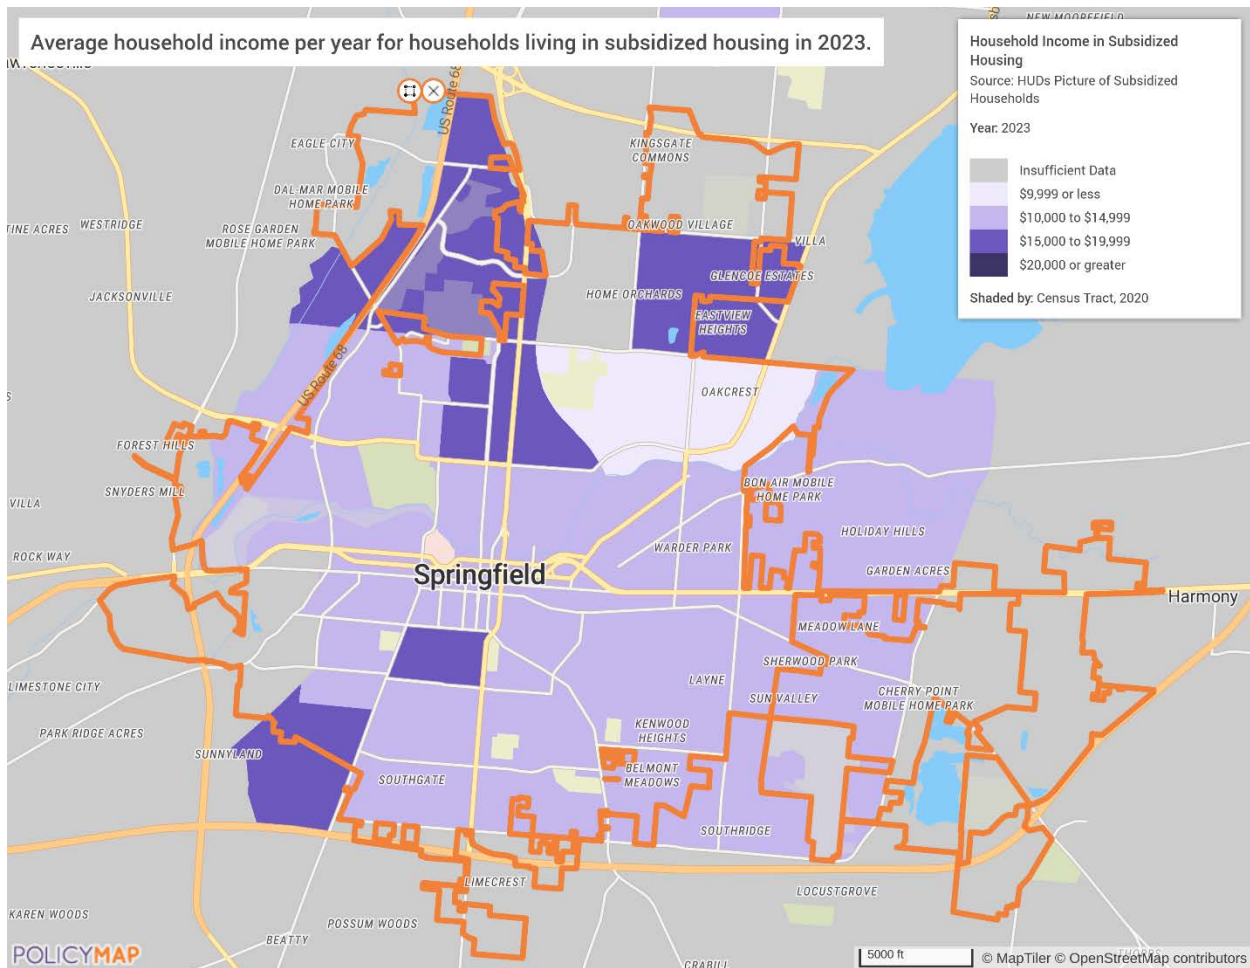 Average household income per year for households living in subsidized housing in 2023.
Household Income in Subsidized
Housing
Source: HUDs Picture of Subsidized
Households
Year: 2023
Insufficient Data
$9,999 or less
$10,000 to $14,999
$15,000 to $19,999
$20,000 or greater
Shaded by: Census Tract, 2020
NEW MOOREFIELD
US Route 68
EAGLE CITY
KINGSGATE
COMMONS
DAL-MAR MOBILE
HOME PARK
TINE ACRES
WESTRIDGE
ROSE GARDEN
MOBILE HOME PARK
OAKWOOD VILLAGE
VILLA
GLENCOE ESTATES
JACKSONVILLE
HOME ORCHARDS
EASTVIEW
HEIGHTS
US Route 68
OAKCREST
FOREST HILLS
SNYDERS MILL
BON AIR MOBILE
HOME PARK
VILLA
HOLIDAY HILLS
ROCK WAY
WARDER PARK
GARDEN ACRES
Springfield
Harmony
MEADOW LANE
SHERWOOD PARK
LIMESTONE CITY
LAYNE
SUN VALLEY
CHERRY POINT
MOBILE HOME PARK
PARK RIDGE ACRES
KENWOOD
HEIGHTS
SUNNYLAND
SOUTHGATE
BELMONT
MEADOWS
SOUTHRIDGE
LIMECREST
LOCUSTGROVE
KAREN WOODS
POSSUM WOODS
BEATTY
CRABILL
POLICYMAP
5000 ft
© MapTiler © OpenStreetMap contributors